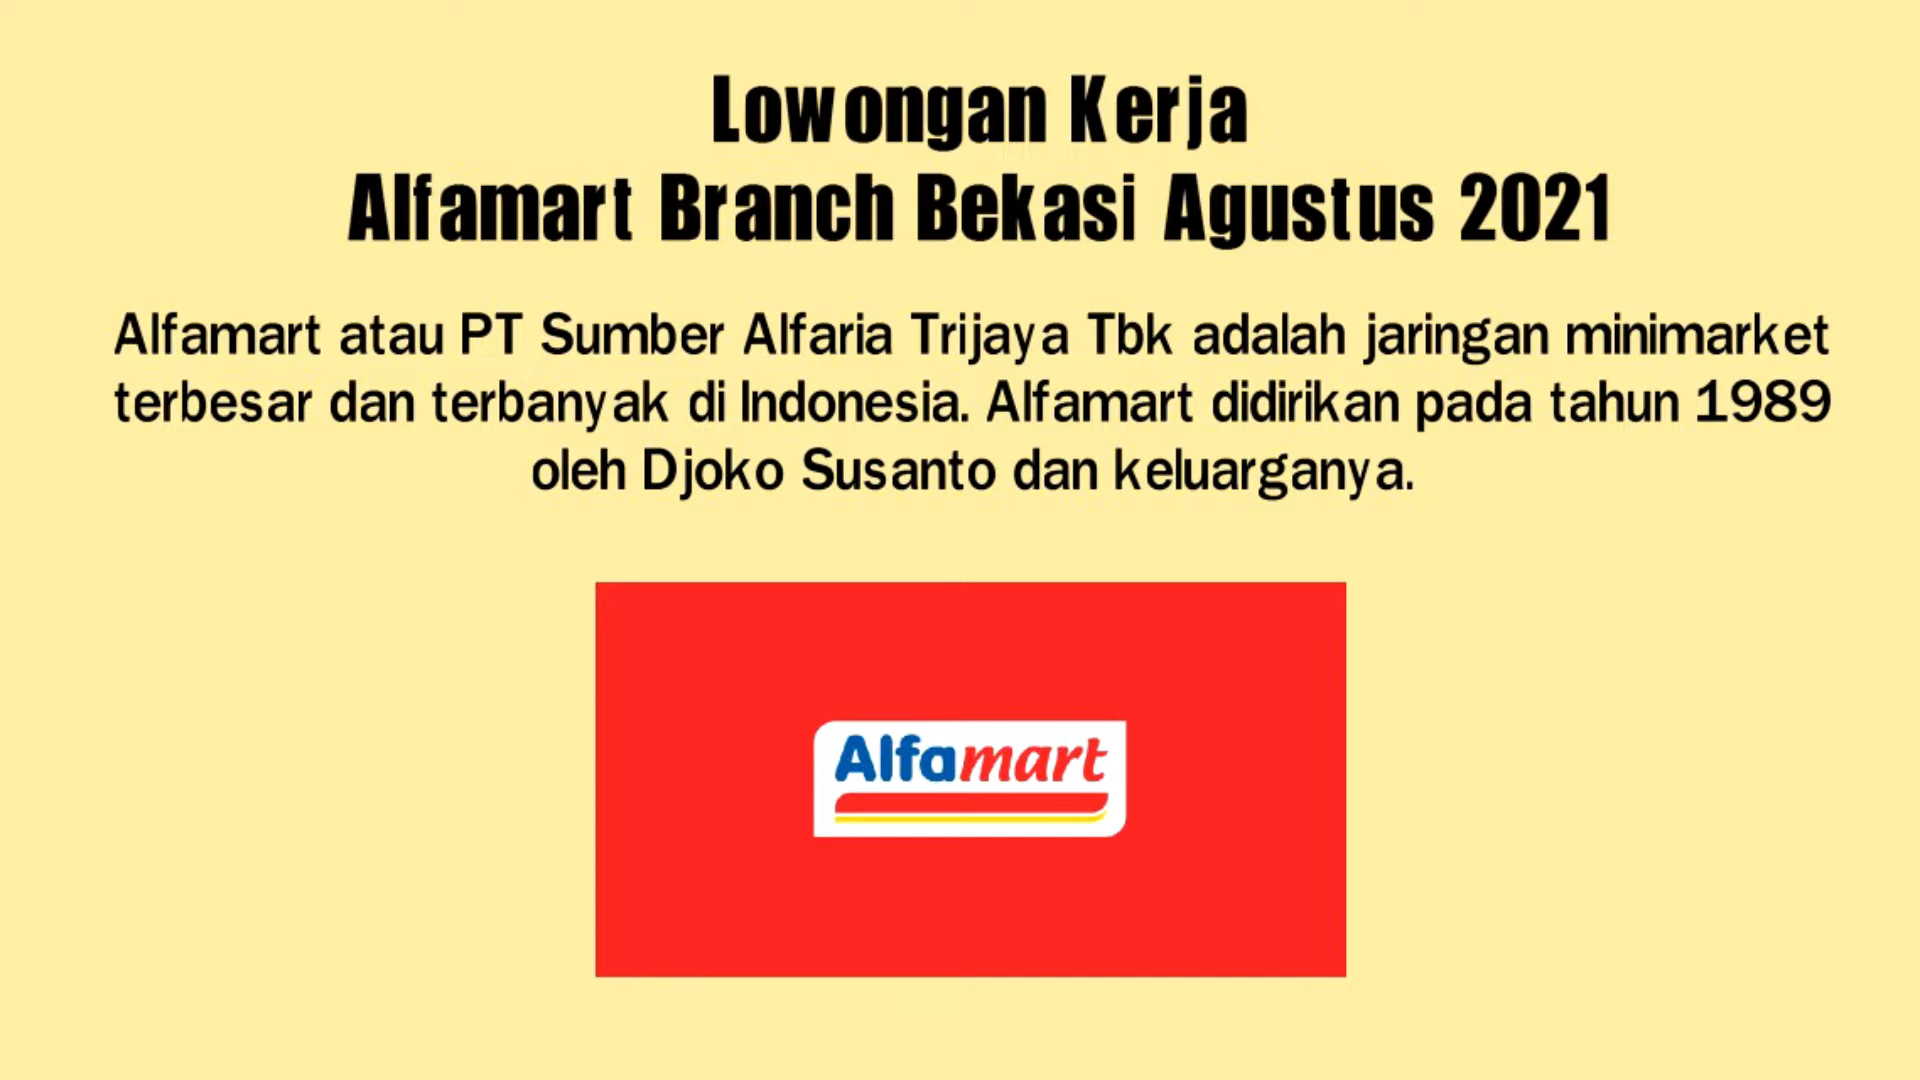 Lowongan Kerja
Alfamart Branch Bekasi Agustus 2021
Alfamart atau PT Sumber Alfaria Trijaya Tbk adalah jaringan minimarket
terbesar dan terbanyak di Indonesia. Alfamart didirikan pada tahun 1989
oleh Djoko Susanto dan keluarganya.
Alfamart